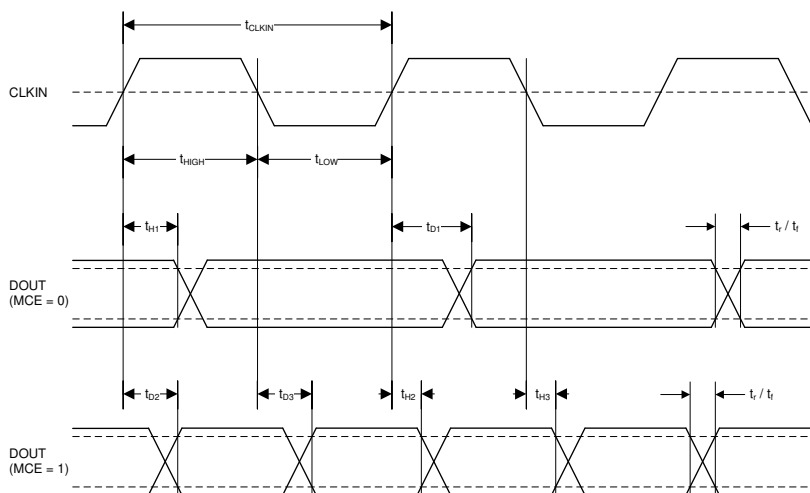 tCLKIN
CLKIN
tHIGH
tLOW
tH1
tD1
tr / tf
DOUT
(MCE = 0)
tD2
tD3
tH2
tH3
tr / tf
DOUT
(MCE = 1)